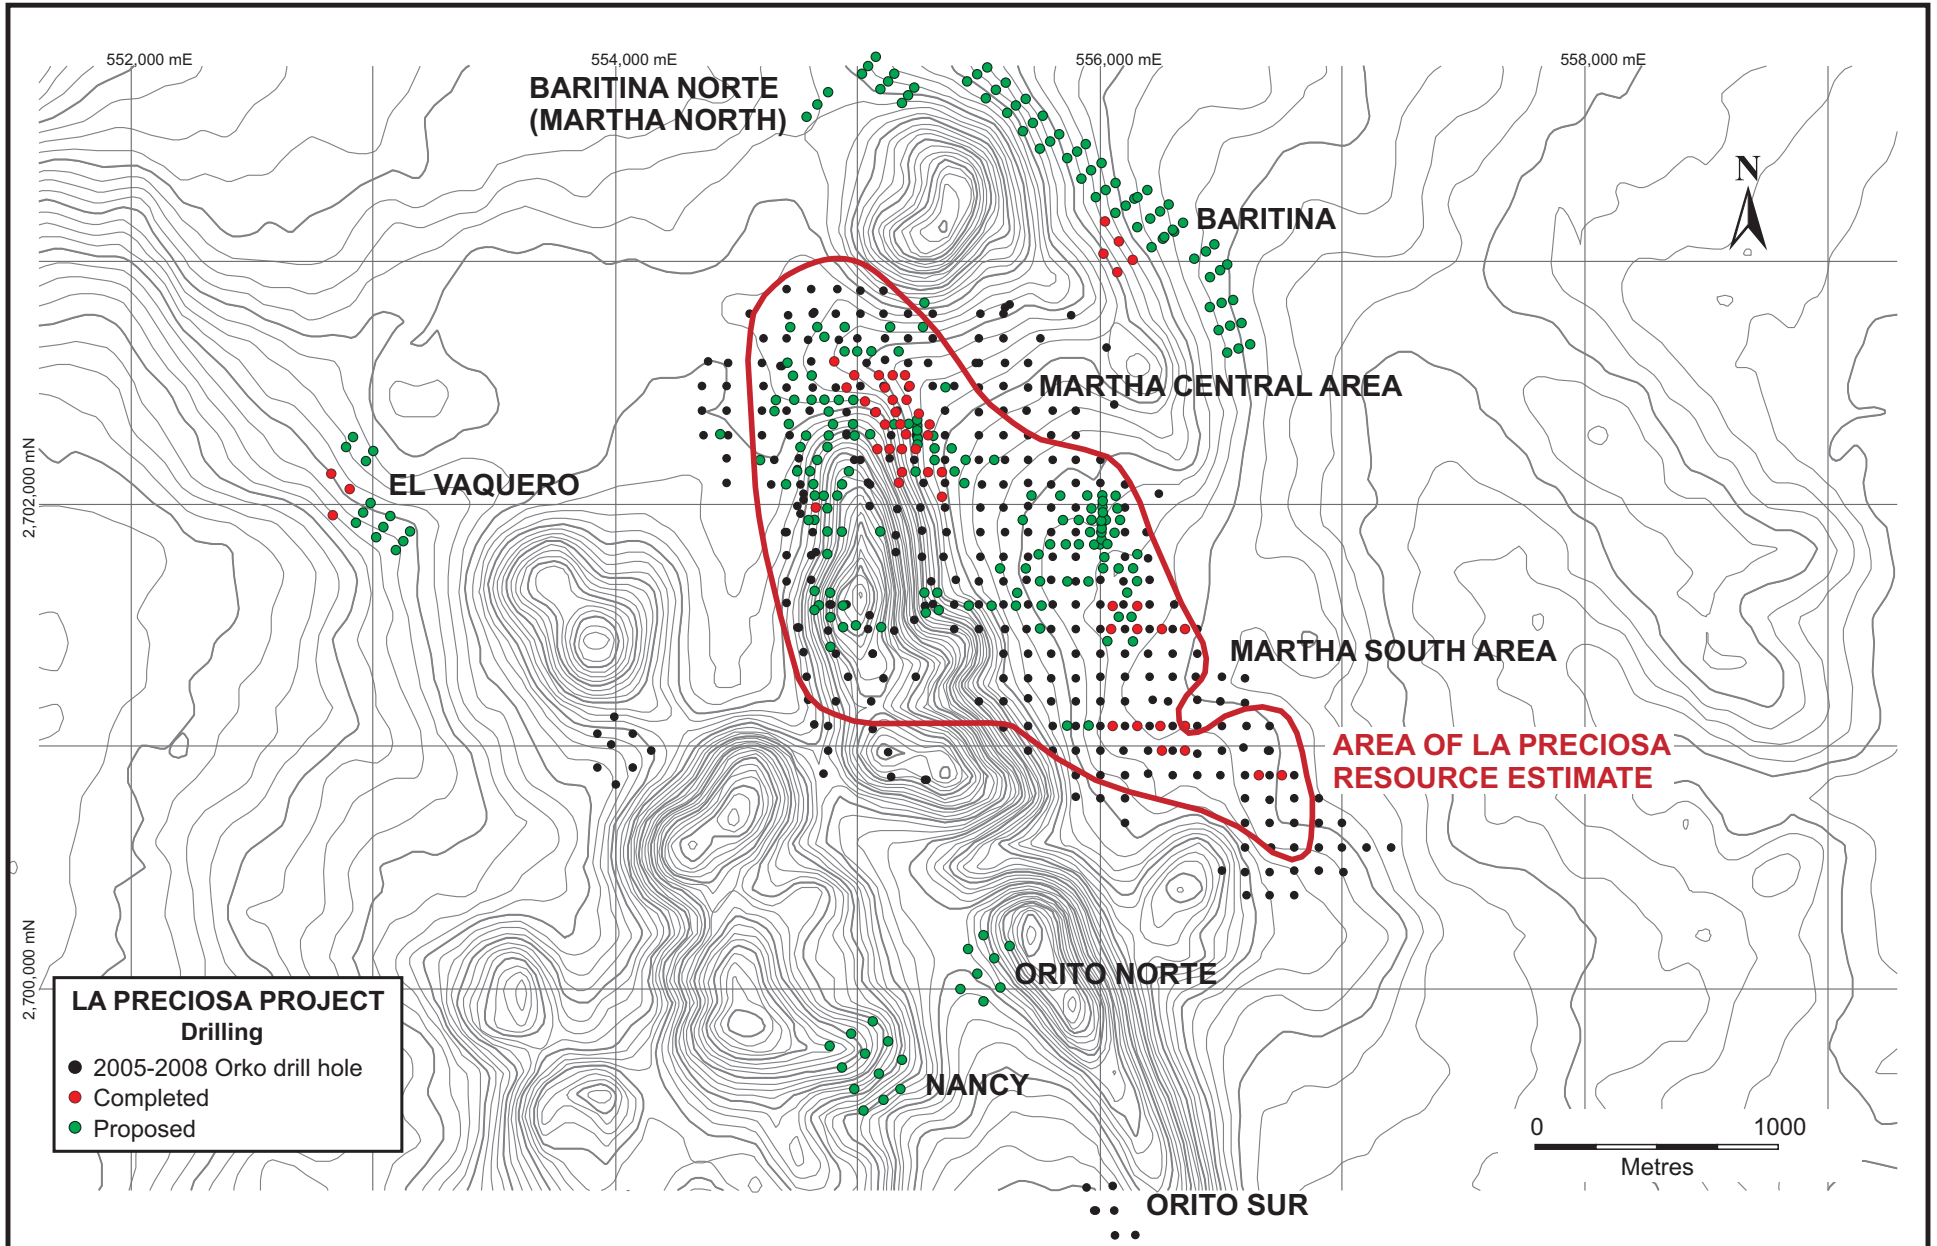 552,000 mE
554,000 mE
556,000 mE
558,000 mE
BARITINA NORTE
(MARTHA NORTH)
N
BARITINA
MARTHA CENTRAL AREA
EL VAQUERO
2,702,000 mN
MARTHA SOUTH AREA
AREA OF LA PRECIOSA
RESOURCE ESTIMATE
ORITO NORTE
2,700,000 mN
LA PRECIOSA PROJECT
Drilling
2005-2008 Orko drill hole
Completed
Proposed
NANCY
0 1000
Metres
ORITO SUR